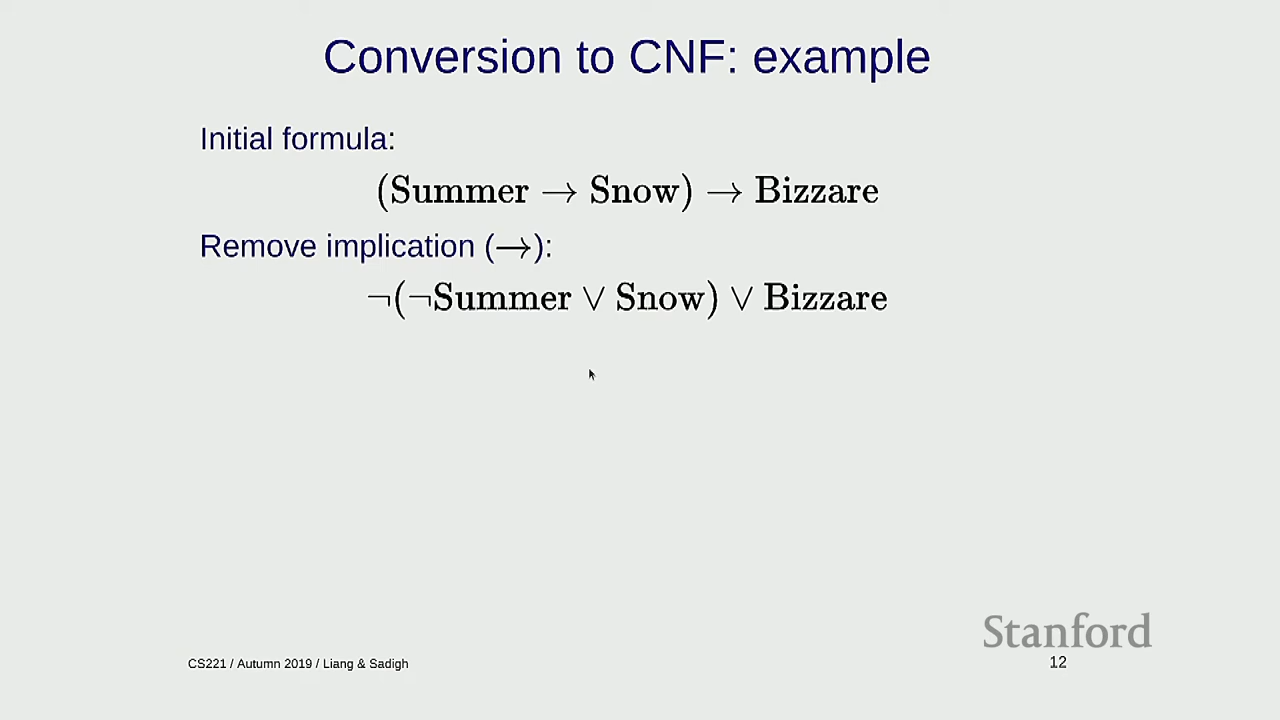 Conversion to CNF: example
Initial formula:
(Summer → Snow) → Bizzare
Remove implication (→):
¬(¬Summer ∨ Snow) ∨ Bizzare
Stanford
CS221 / Autumn 2019 / Liang & Sadigh
12